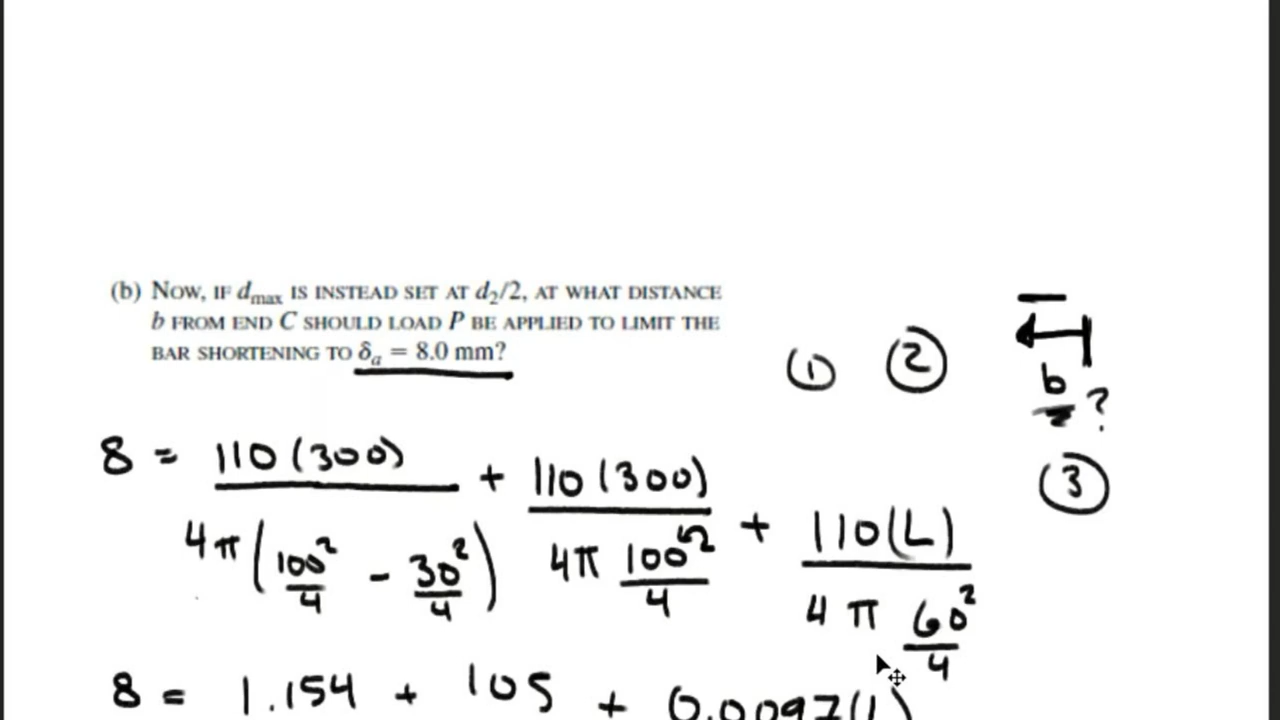 (b) Now, IF dmax IS INSTEAD SET AT d2/2, AT WHAT DISTANCE
b FROM END C SHOULD LOAD P BE APPLIED TO LIMIT THE
BAR SHORTENING TO δa = 8.0 mm?
① ②
b
?
③
8 = 110(300) / 4π(100²/4 - 30²/4) + 110(300) / 4π 100²/4 + 110(L) / 4π 60²/4
8 = 1.154 + 105 +